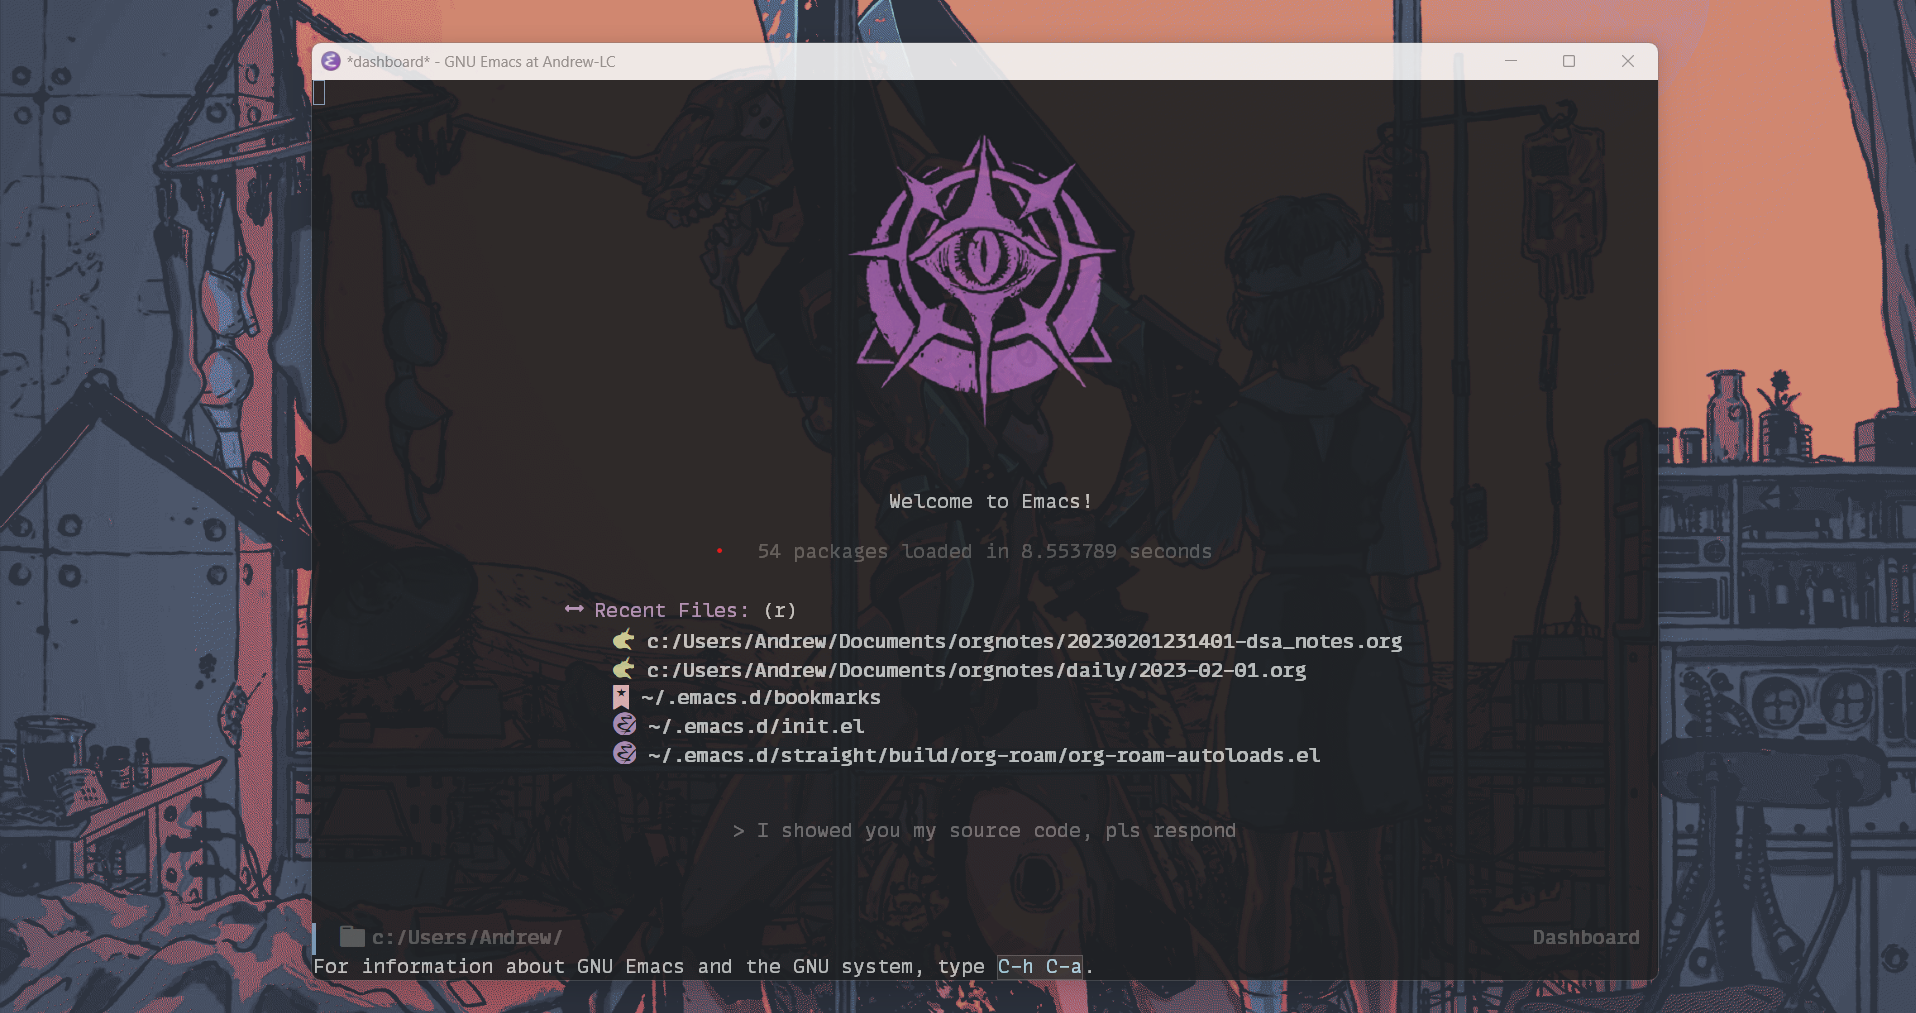 *dashboard* - GNU Emacs at Andrew-LC
Welcome to Emacs!
54 packages loaded in 8.553789 seconds
Recent Files: (r)
c:/Users/Andrew/Documents/orgnotes/20230201231401-dsa_notes.org
c:/Users/Andrew/Documents/orgnotes/daily/2023-02-01.org
~/.emacs.d/bookmarks
~/.emacs.d/init.el
~/.emacs.d/straight/build/org-roam/org-roam-autoloads.el
> I showed you my source code, pls respond
c:/Users/Andrew/ Dashboard
For information about GNU Emacs and the GNU system, type C-h C-a.